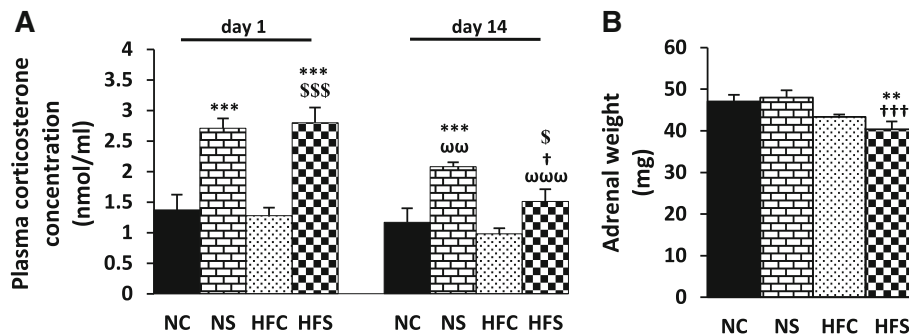 A
day 1
day 14
Plasma corticosterone
concentration
(nmol/ml)
4
3.5
3
2.5
2
1.5
1
0.5
0
***
***
$$$
***
ωω
$
†
ωωω
NC NS HFC HFS
NC NS HFC HFS
B
Adrenal weight
(mg)
60
50
40
30
20
10
0
**
†††
NC NS HFC HFS